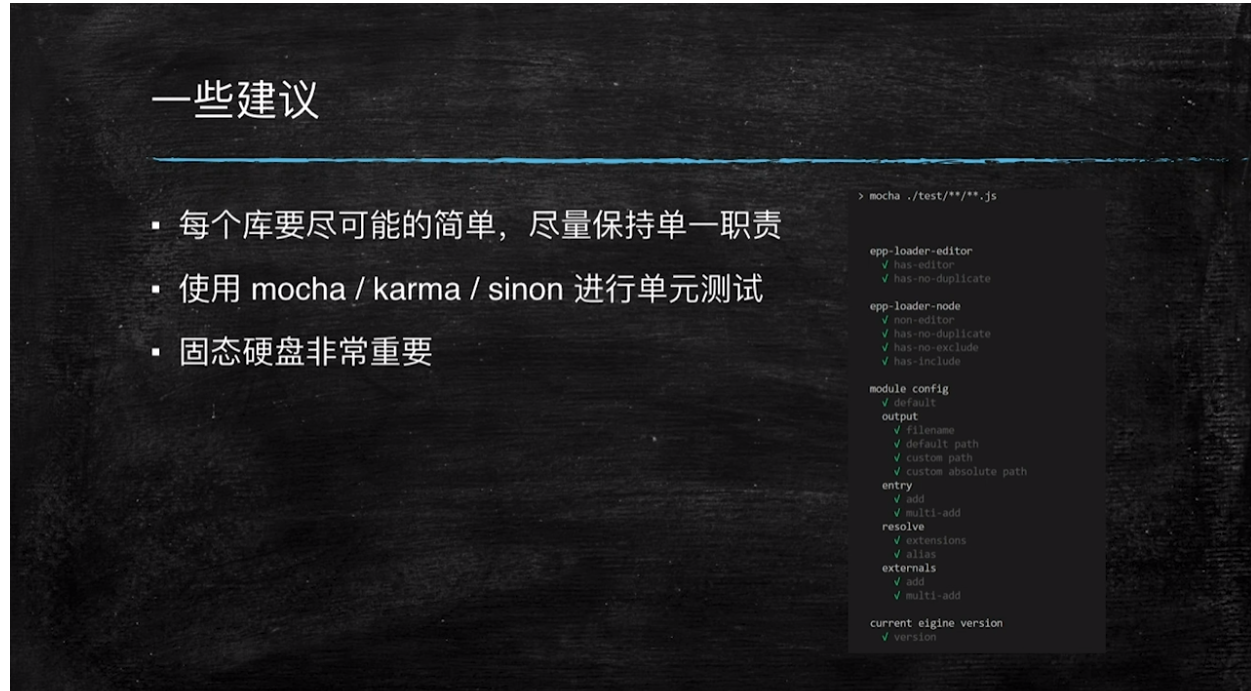 一些建议
▪ 每个库要尽可能的简单，尽量保持单一职责
▪ 使用 mocha / karma / sinon 进行单元测试
▪ 固态硬盘非常重要
> mocha ./test/**/**.js
epp-loader-editor
√ has-editor
√ has-no-duplicate
epp-loader-node
√ non-editor
√ has-no-duplicate
√ has-no-exclude
√ has-include
module config
√ default
output
√ filename
√ default path
√ custom path
√ custom absolute path
entry
√ add
√ multi-add
resolve
√ extensions
√ alias
externals
√ add
√ multi-add
current eigine version
√ version